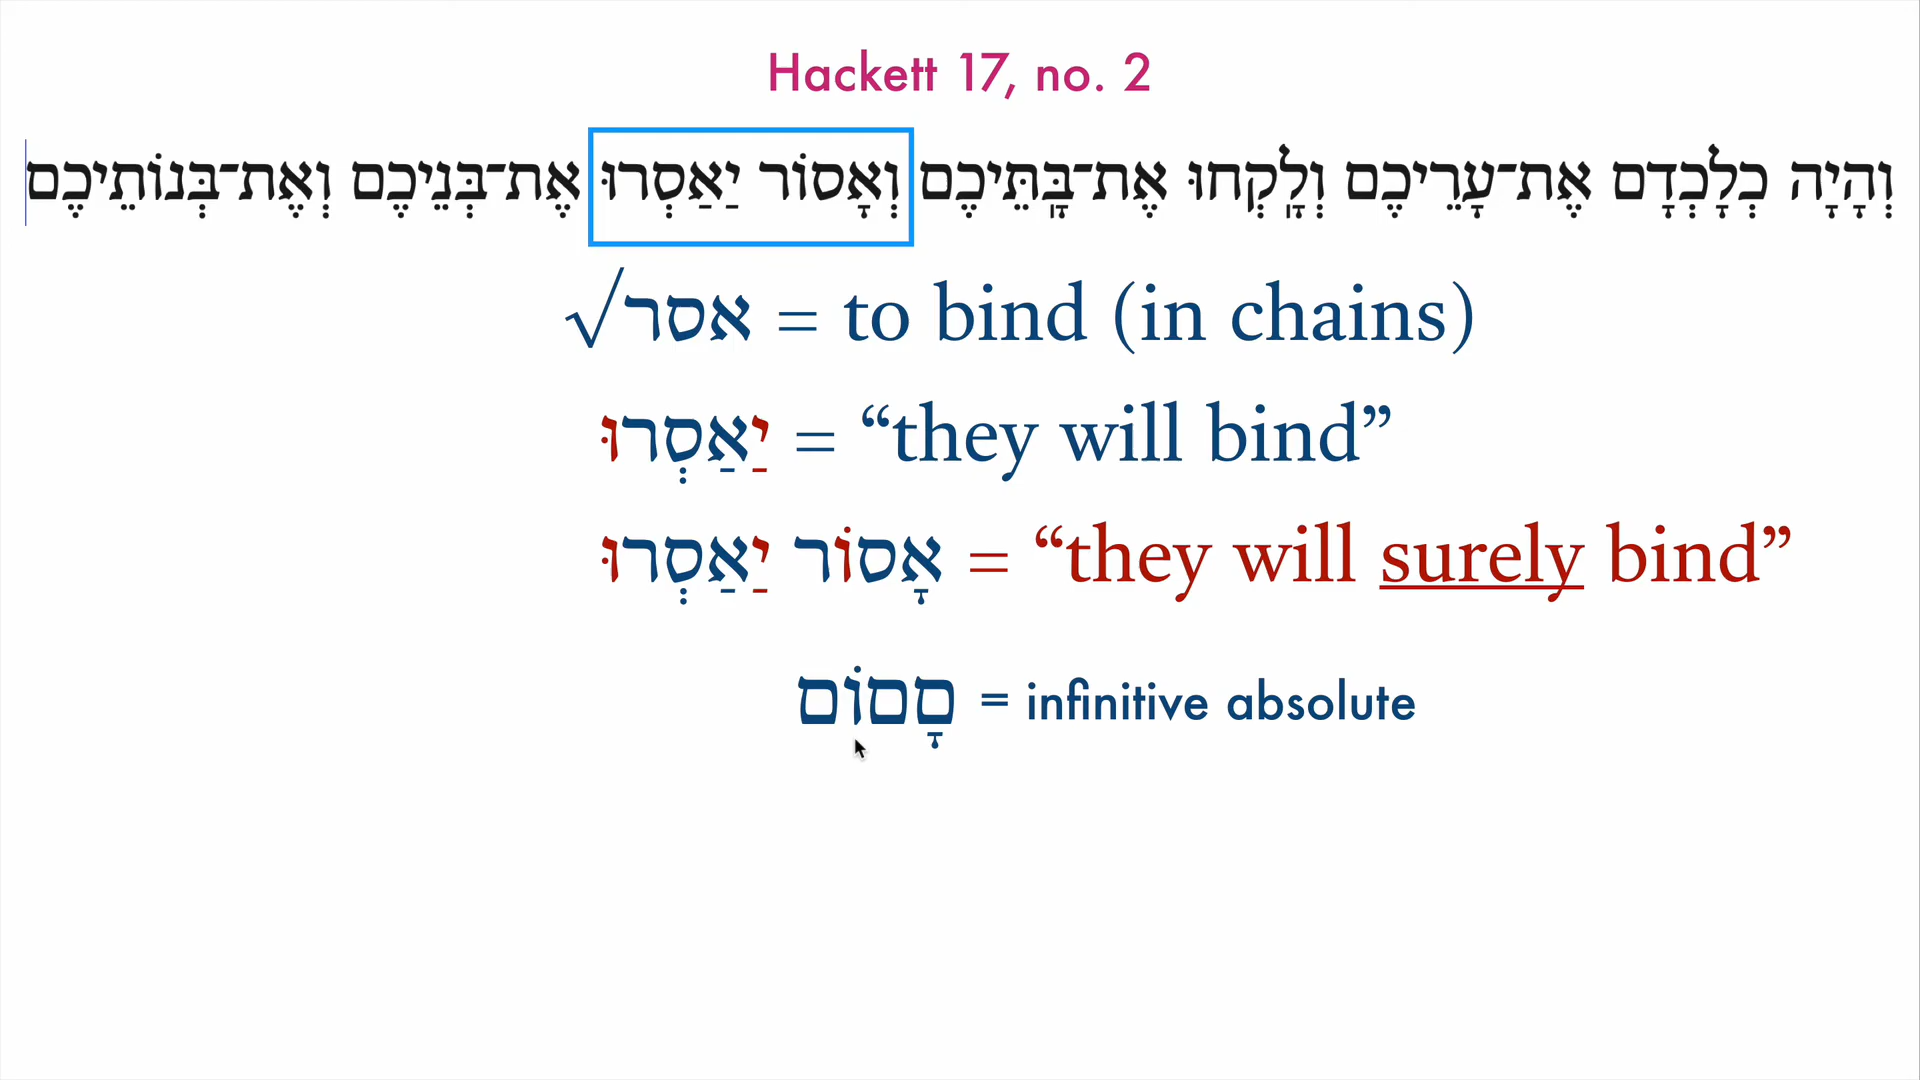 Hackett 17, no. 2
וְהָיָה כְלָכְדָם אֶת־עָרֵיכֶם וְלָֽקְחוּ אֶת־בָּֽתֵּיכֶם וְאָסוֹר יַאַסְרוּ אֶת־בְּנֵיכֶם וְאֶת־בְּנוֹתֵיכֶם
√אסר = to bind (in chains)
יַאַסְרוּ = “they will bind”
אָסוֹר יַאַסְרוּ = “they will surely bind”
םָםוֹם = infinitive absolute